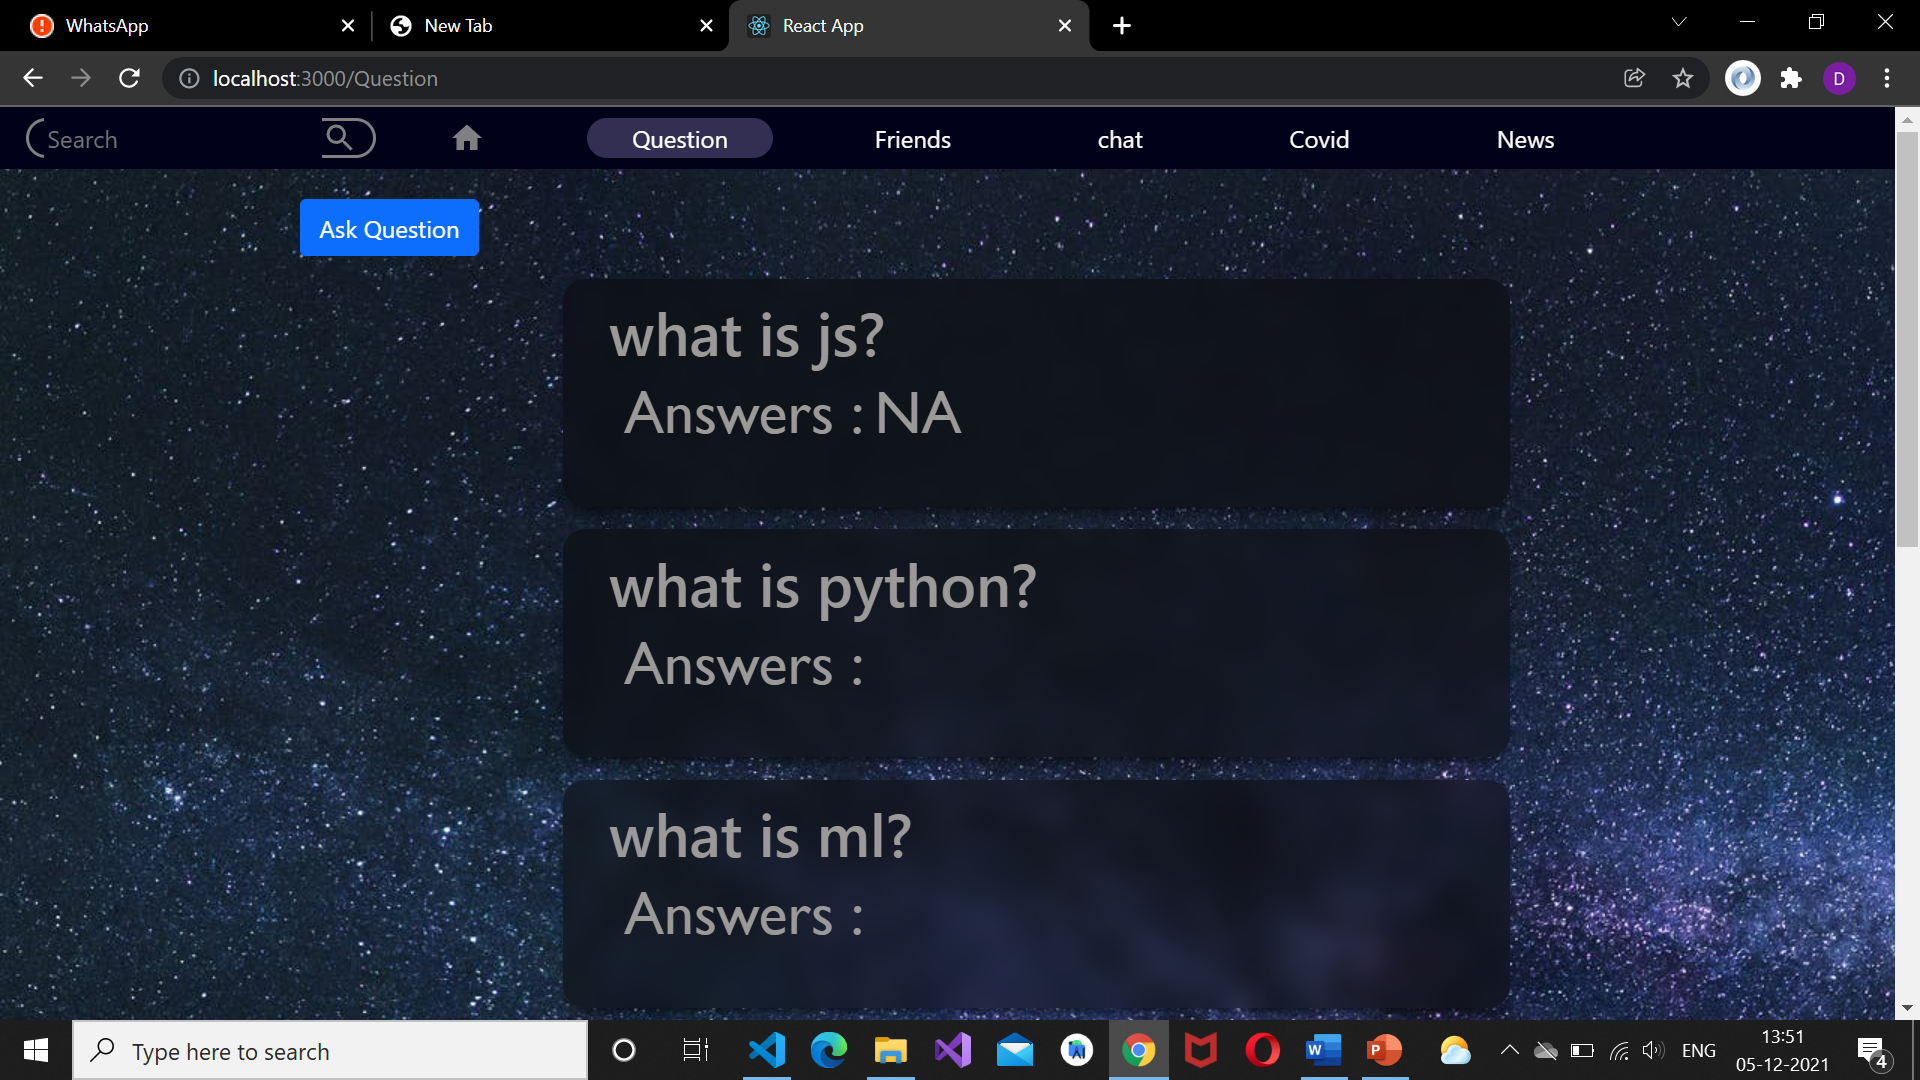 WhatsApp
New Tab
React App
localhost:3000/Question
D
Search
Question
Friends
chat
Covid
News
Ask Question
what is js?
Answers : NA
what is python?
Answers :
what is ml?
Answers :
Type here to search
ENG
13:51
05-12-2021
4